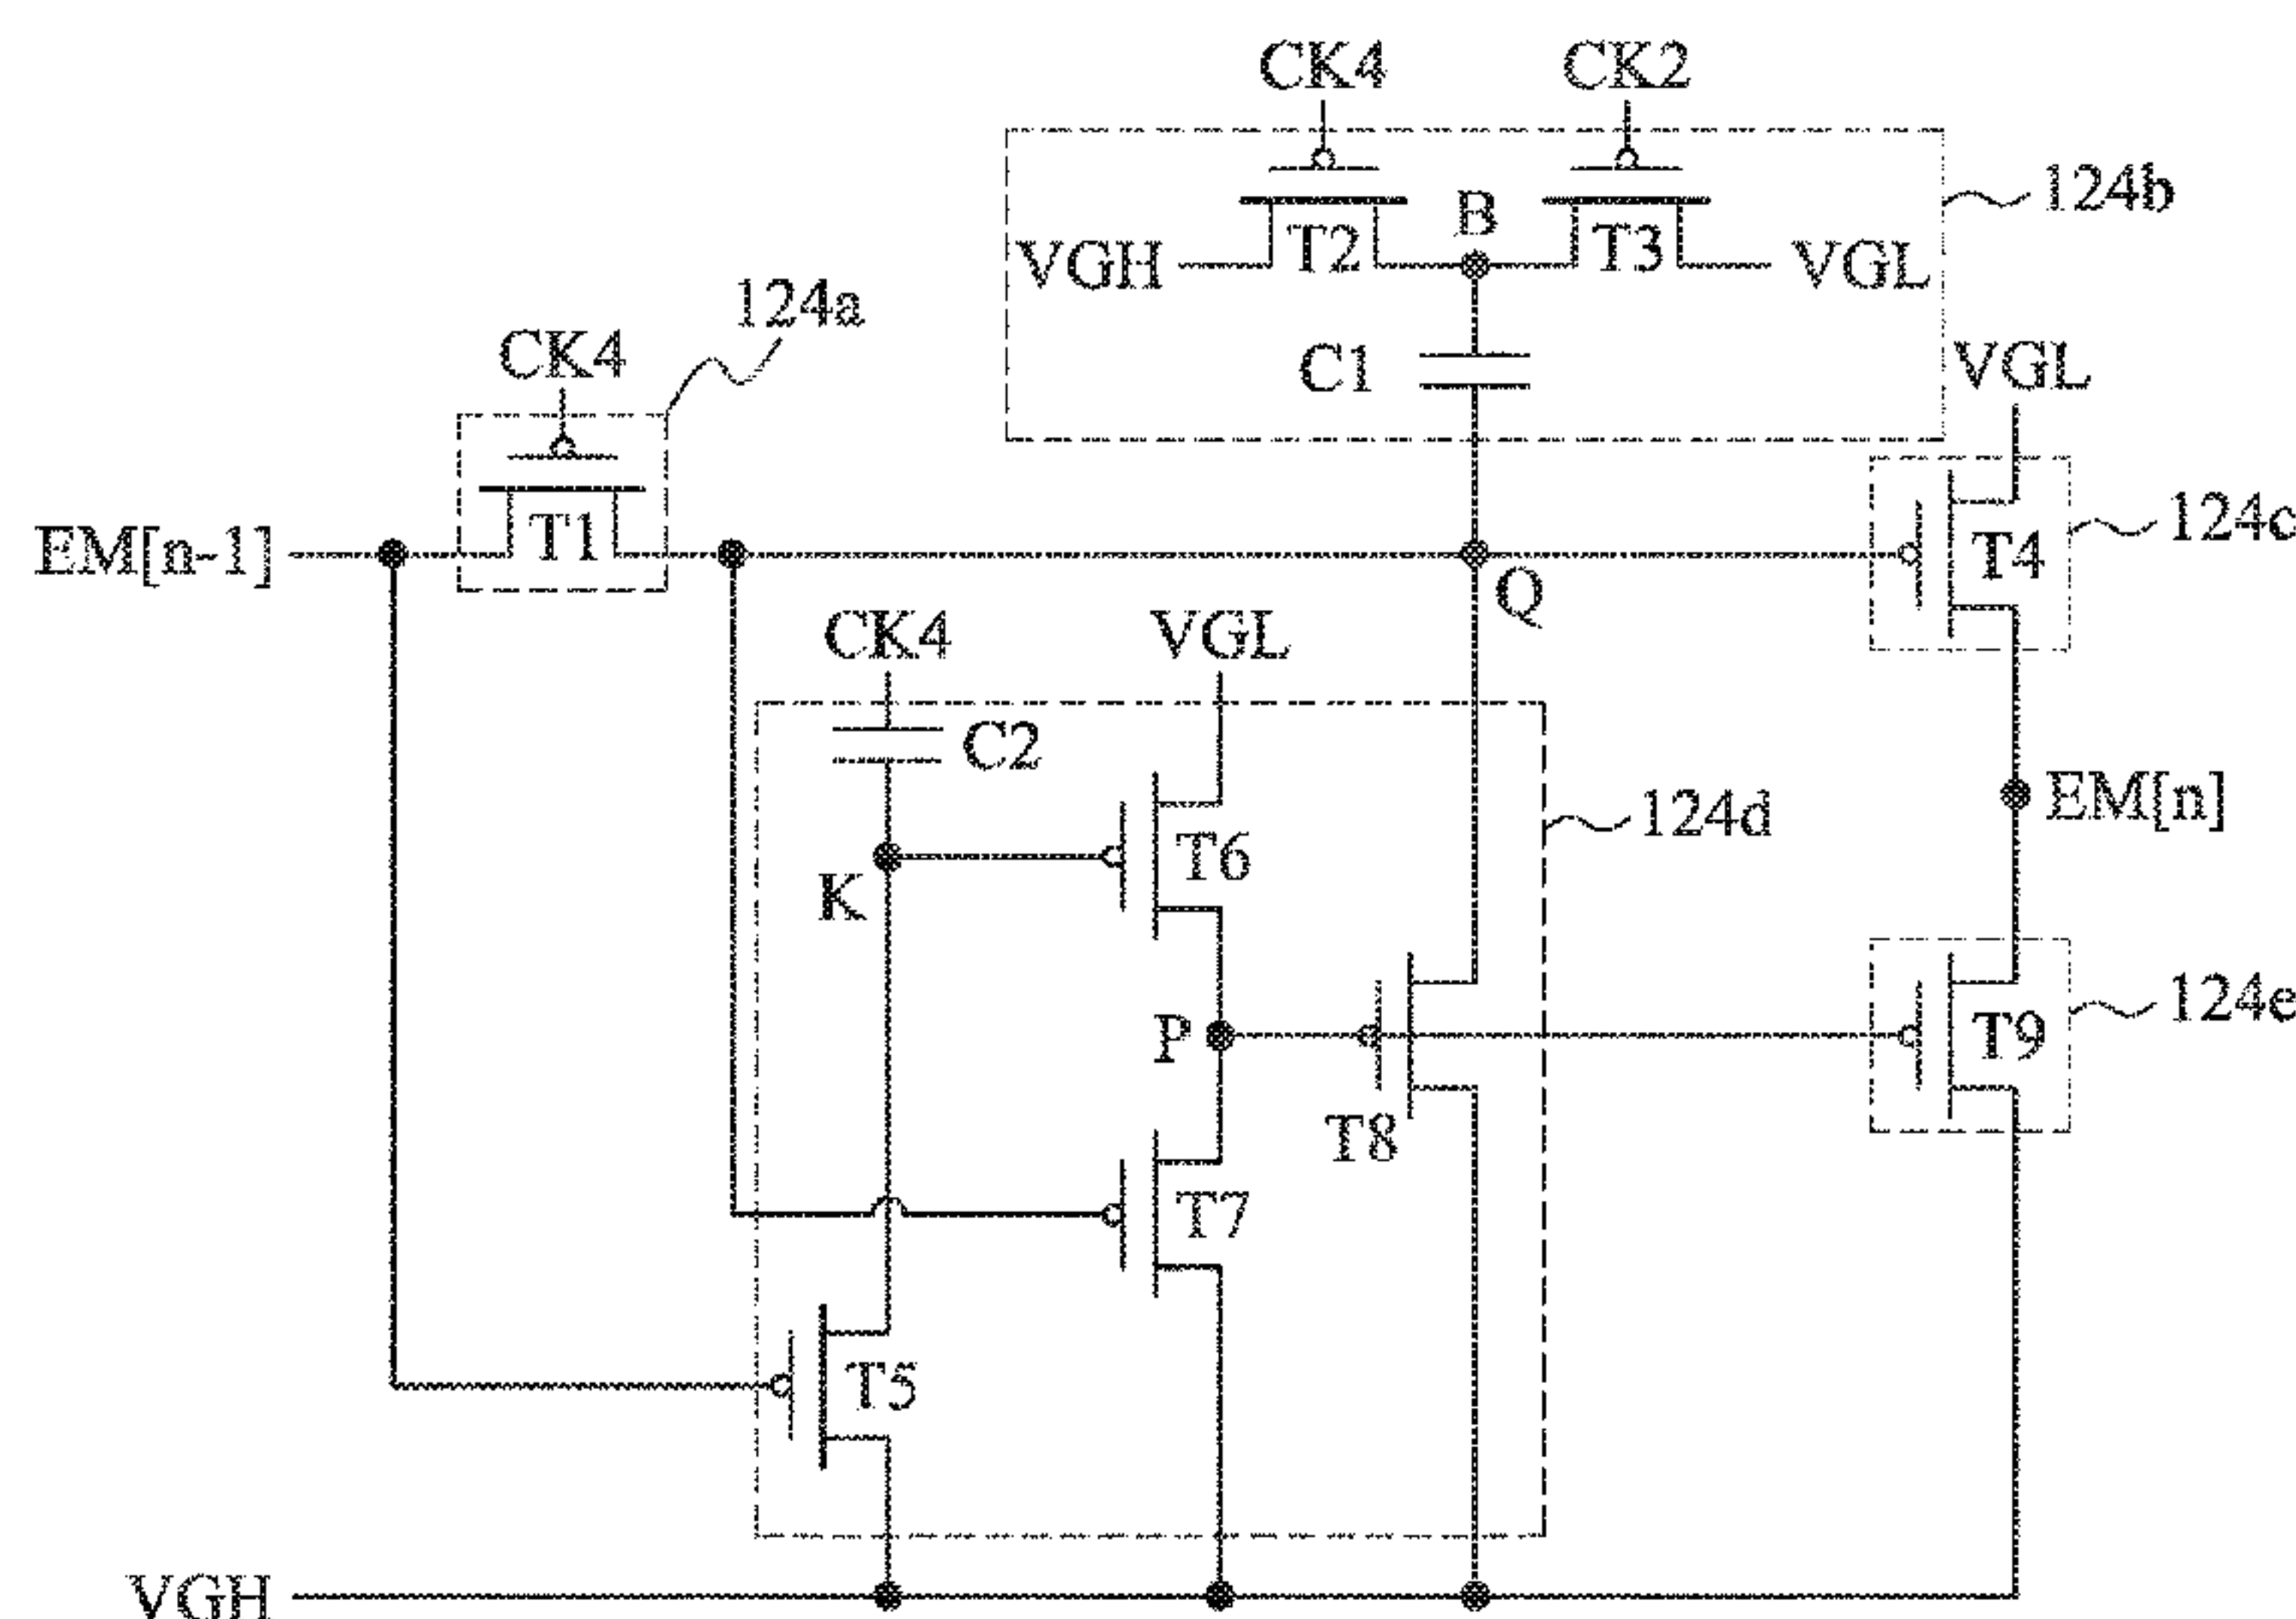 CK4 CK2
124b
B
T2 T3
VGH VGL
124a
CK4 C1 VGL
T1 124c
EM[n-1] T4
Q
CK4 VGL
C2
124d EM[n]
T6
K
124e
P T9
T8
T7
T5
VGH